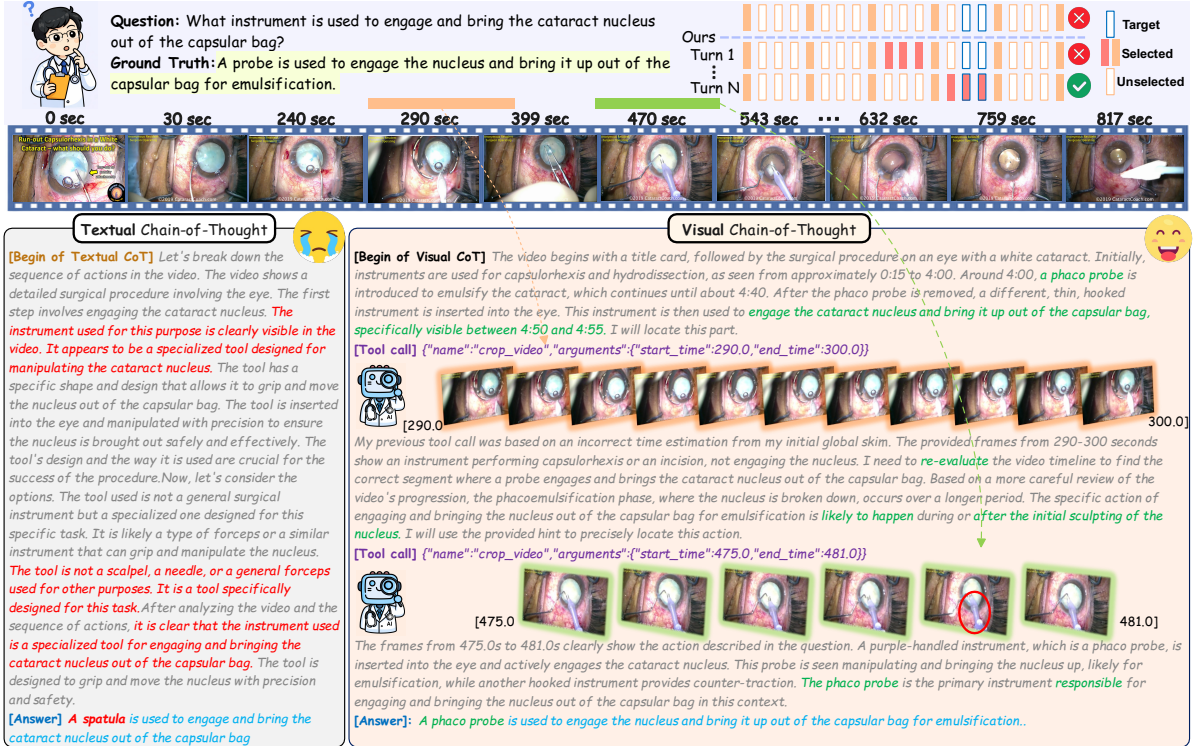 Question: What instrument is used to engage and bring the cataract nucleus
out of the capsular bag?
Ground Truth:A probe is used to engage the nucleus and bring it up out of the
capsular bag for emulsification.
Ours
Turn 1
Turn N
Target
Selected
Unselected
0 sec
30 sec
240 sec
290 sec
399 sec
470 sec
543 sec
632 sec
759 sec
817 sec
Run-out Capsulorhexis in a White
Cataract – what should you do?
©2019 CataractCoach.com
Textual Chain-of-Thought
[Begin of Textual CoT] Let's break down the
sequence of actions in the video. The video shows a
detailed surgical procedure involving the eye. The first
step involves engaging the cataract nucleus. The
instrument used for this purpose is clearly visible in the
video. It appears to be a specialized tool designed for
manipulating the cataract nucleus. The tool has a
specific shape and design that allows it to grip and move
the nucleus out of the capsular bag. The tool is inserted
into the eye and manipulated with precision to ensure
the nucleus is brought out safely and effectively. The
tool's design and the way it is used are crucial for the
success of the procedure.Now, let's consider the
options. The tool used is not a general surgical
instrument but a specialized one designed for this
specific task. It is likely a type of forceps or a similar
instrument that can grip and manipulate the nucleus.
The tool is not a scalpel, a needle, or a general forceps
used for other purposes. It is a tool specifically
designed for this task.After analyzing the video and the
sequence of actions, it is clear that the instrument used
is a specialized tool for engaging and bringing the
cataract nucleus out of the capsular bag. The tool is
designed to grip and move the nucleus with precision
and safety.
[Answer] A spatula is used to engage and bring the
cataract nucleus out of the capsular bag
Visual Chain-of-Thought
[Begin of Visual CoT] The video begins with a title card, followed by the surgical procedure on an eye with a white cataract. Initially,
instruments are used for capsulorhexis and hydrodissection, as seen from approximately 0:15 to 4:00. Around 4:00, a phaco probe is
introduced to emulsify the cataract, which continues until about 4:40. After the phaco probe is removed, a different, thin, hooked
instrument is inserted into the eye. This instrument is then used to engage the cataract nucleus and bring it up out of the capsular bag,
specifically visible between 4:50 and 4:55. I will locate this part.
[Tool call] {"name":"crop_video","arguments":{"start_time":290.0,"end_time":300.0}}
AI
[290.0
300.0]
My previous tool call was based on an incorrect time estimation from my initial global skim. The provided frames from 290-300 seconds
show an instrument performing capsulorhexis or an incision, not engaging the nucleus. I need to re-evaluate the video timeline to find the
correct segment where a probe engages and brings the cataract nucleus out of the capsular bag. Based on a more careful review of the
video's progression, the phacoemulsification phase, where the nucleus is broken down, occurs over a longer period. The specific action of
engaging and bringing the nucleus out of the capsular bag for emulsification is likely to happen during or after the initial sculpting of the
nucleus. I will use the provided hint to precisely locate this action.
[Tool call] {"name":"crop_video","arguments":{"start_time":475.0,"end_time":481.0}}
AI
[475.0
481.0]
The frames from 475.0s to 481.0s clearly show the action described in the question. A purple-handled instrument, which is a phaco probe, is
inserted into the eye and actively engages the cataract nucleus. This probe is seen manipulating and bringing the nucleus up, likely for
emulsification, while another hooked instrument provides counter-traction. The phaco probe is the primary instrument responsible for
engaging and bringing the nucleus out of the capsular bag in this context.
[Answer]: A phaco probe is used to engage the nucleus and bring it up out of the capsular bag for emulsification..